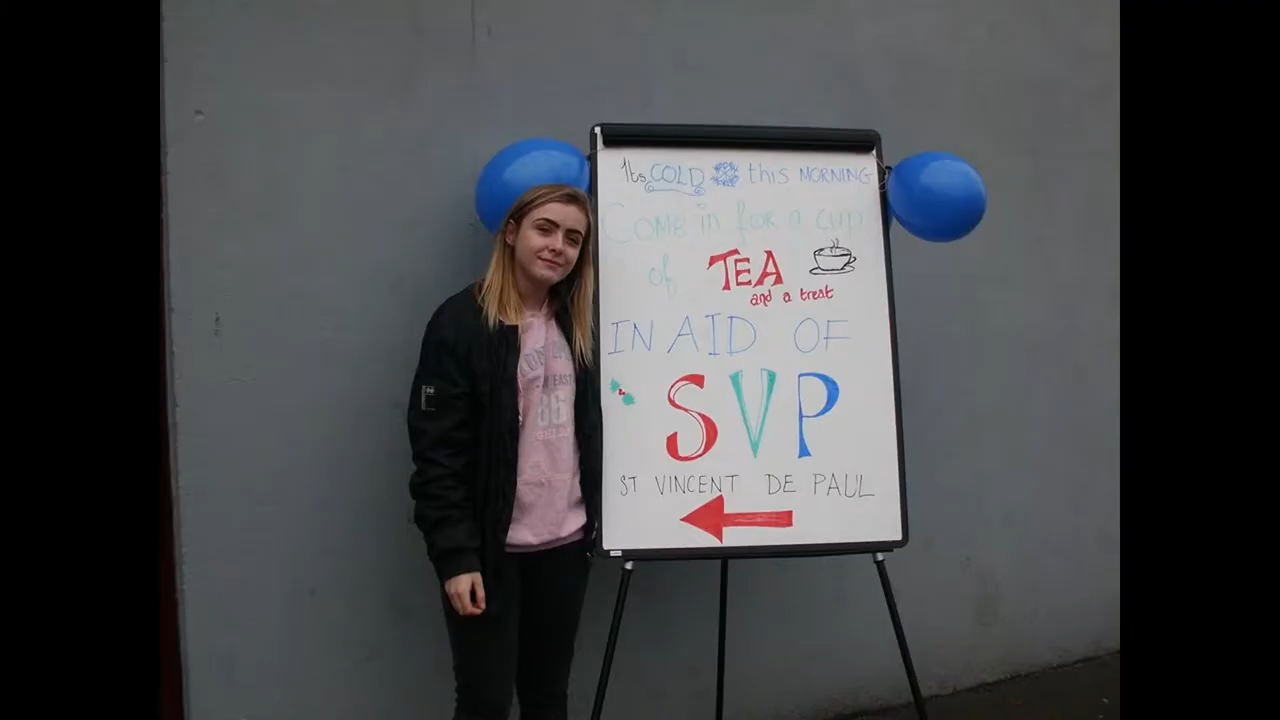 Its COLD this MORNING
COME in for a cup
of TEA
and a treat
IN AID OF
SVP
ST VINCENT DE PAUL
86